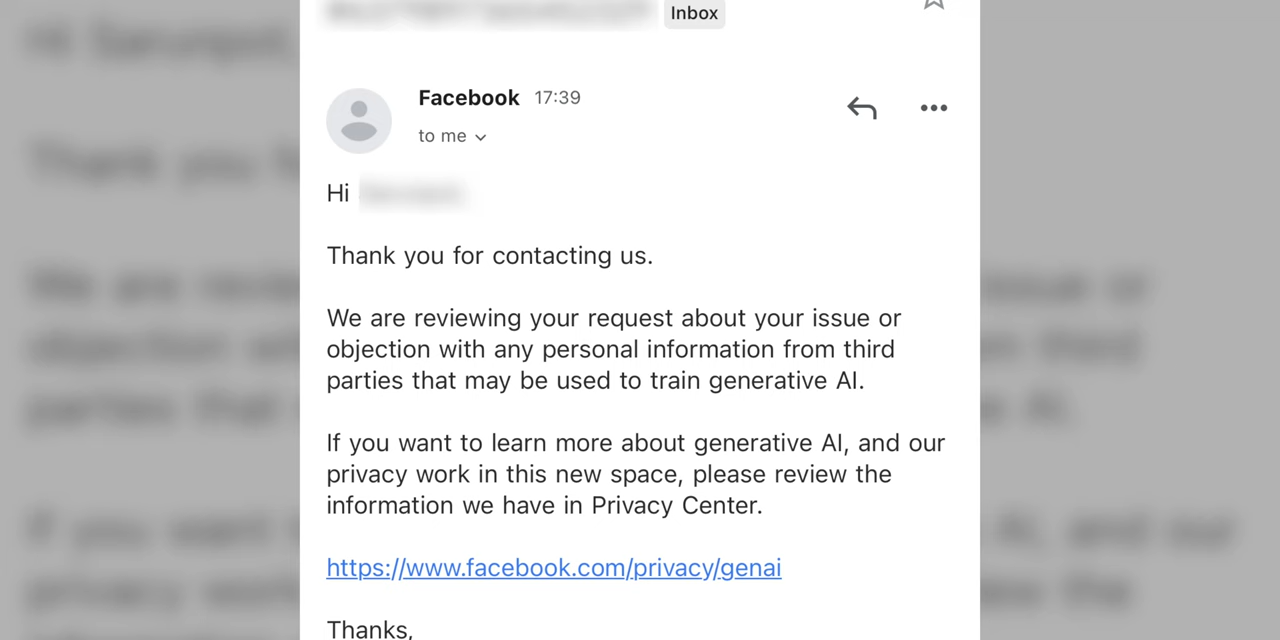 Inbox
Facebook 17:39
to me
Hi
Thank you for contacting us.
We are reviewing your request about your issue or
objection with any personal information from third
parties that may be used to train generative AI.
If you want to learn more about generative AI, and our
privacy work in this new space, please review the
information we have in Privacy Center.
https://www.facebook.com/privacy/genai
Thanks,